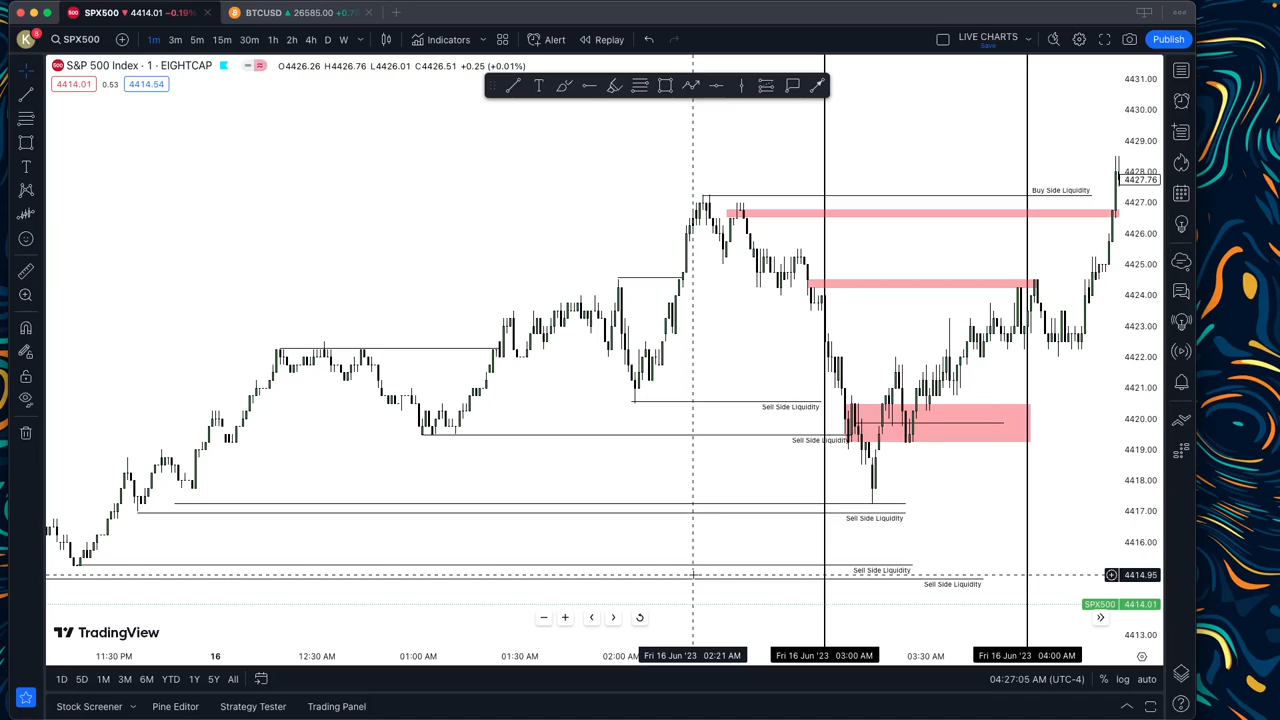 500 SPX500 ▼ 4414.01 −0.19% ×
BTCUSD ▲ 26585.00 +0.7 × +
K 8 SPX500 1m 3m 5m 15m 30m 1h 2h 4h D W Indicators Alert Replay LIVE CHARTS Save Publish
500 S&P 500 Index · 1 · EIGHTCAP O4426.26 H4426.76 L4426.01 C4426.51 +0.25 (+0.01%)
4414.01 0.53 4414.54
4431.00
4430.00
4429.00
4428.00
4427.76
Buy Side Liquidity
4427.00
4426.00
4425.00
4424.00
4423.00
4422.00
4421.00
Sell Side Liquidity
4420.00
Sell Side Liquidity
4419.00
4418.00
4417.00
Sell Side Liquidity
4416.00
Sell Side Liquidity
4414.95
Sell Side Liquidity
SPX500 4414.01
TradingView
4413.00
11:30 PM 16 12:30 AM 01:00 AM 01:30 AM 02:00 AM Fri 16 Jun '23 02:21 AM Fri 16 Jun '23 03:00 AM 03:30 AM Fri 16 Jun '23 04:00 AM
1D 5D 1M 3M 6M YTD 1Y 5Y All 04:27:05 AM (UTC-4) % log auto
Stock Screener Pine Editor Strategy Tester Trading Panel